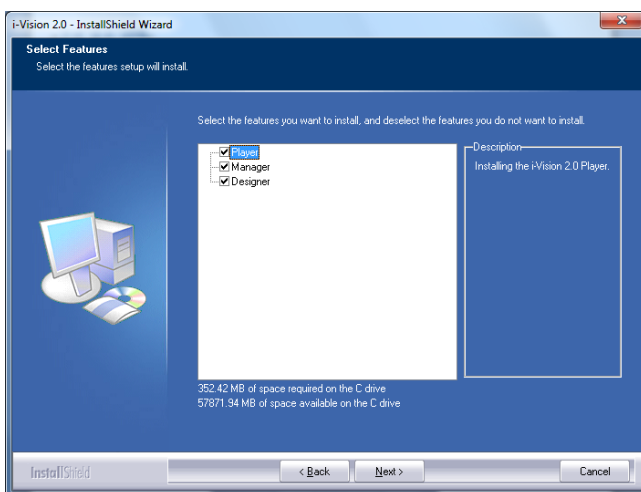 i-Vision 2.0 - InstallShield Wizard
Select Features
Select the features setup will install.
Select the features you want to install, and deselect the features you do not want to install.
Player
Manager
Designer
Description
Installing the i-Vision 2.0 Player.
352.42 MB of space required on the C drive
57871.94 MB of space available on the C drive
InstallShield
< Back
Next >
Cancel